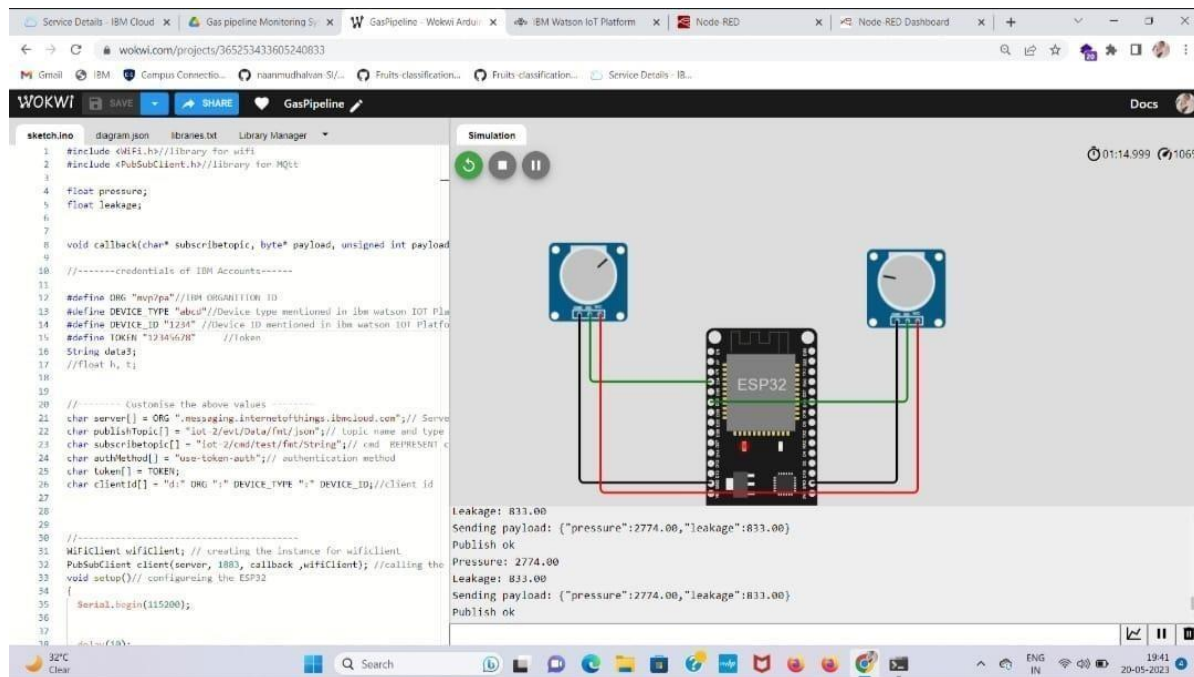 Service Details - IBM Cloud
Gas pipeline Monitoring Sy
GasPipeline - Wokwi Arduin
IBM Watson IoT Platform
Node-RED
Node-RED Dashboard
wokwi.com/projects/365253433605240833
20
Gmail
IBM
Campus Connectio...
naanmudhalvan-SI/...
Fruits-classification...
Fruits-classification...
Service Details - IB...
WOKWI
SAVE
SHARE
GasPipeline
Docs
sketch.ino
diagram.json
libraries.txt
Library Manager
Simulation
01:14.999
106%
1 #include <WiFi.h>//library for wifi
2 #include <PubSubClient.h>//library for MQtt
3
4 float pressure;
5 float leakage;
6
7
8 void callback(char* subscribetopic, byte* payload, unsigned int payload
9
10 //-------credentials of IBM Accounts------
11
12 #define ORG "mvp7pa"//IBM ORGANITION ID
13 #define DEVICE_TYPE "abcd"//Device type mentioned in ibm watson IOT Pla
14 #define DEVICE_ID "1234" //Device ID mentioned in ibm watson IOT Platfo
15 #define TOKEN "12345678" //Token
16 String data3;
17 //float h, t;
18
19
20 //-------- Customise the above values --------
21 char server[] = ORG ".messaging.internetofthings.ibmcloud.com";// Serve
22 char publishTopic[] = "iot-2/evt/Data/fmt/json";// topic name and type
23 char subscribetopic[] = "iot-2/cmd/test/fmt/String";// cmd REPRESENT c
24 char authMethod[] = "use-token-auth";// authentication method
25 char token[] = TOKEN;
26 char clientId[] = "d:" ORG ":" DEVICE_TYPE ":" DEVICE_ID;//client id
27
28
29
30 //-----------------------------------------
31 WiFiClient wifiClient; // creating the instance for wificlient
32 PubSubClient client(server, 1883, callback ,wifiClient); //calling the
33 void setup()// configureing the ESP32
34 {
35 Serial.begin(115200);
36
37
38 delay(10);
ESP32
Leakage: 833.00
Sending payload: {"pressure":2774.00,"leakage":833.00}
Publish ok
Pressure: 2774.00
Leakage: 833.00
Sending payload: {"pressure":2774.00,"leakage":833.00}
Publish ok
32°C
Clear
Search
ENG
IN
19:41
20-05-2023
4